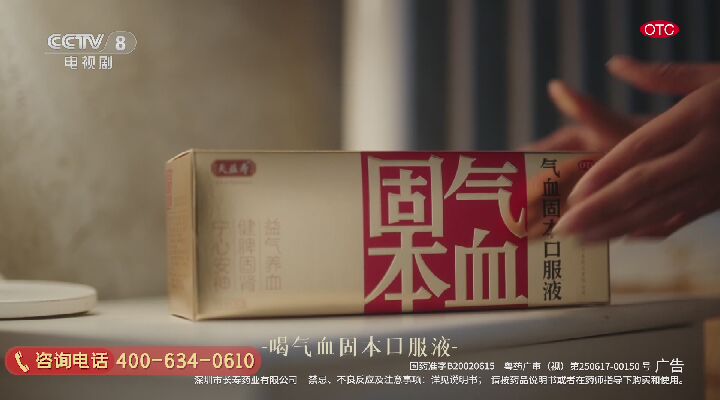 CCTV 8
电视剧
OTC
天益寿
益气养血
健脾固肾
宁心安神
气血
固本
气血固本口服液
OTC
-喝气血固本口服液-
咨询电话 400-634-0610
国药准字B20020615 粤药广审（视）第250617-00150号 广告
深圳市长寿药业有限公司 禁忌、不良反应及注意事项：详见说明书； 请按药品说明书或者在药师指导下购买和使用。